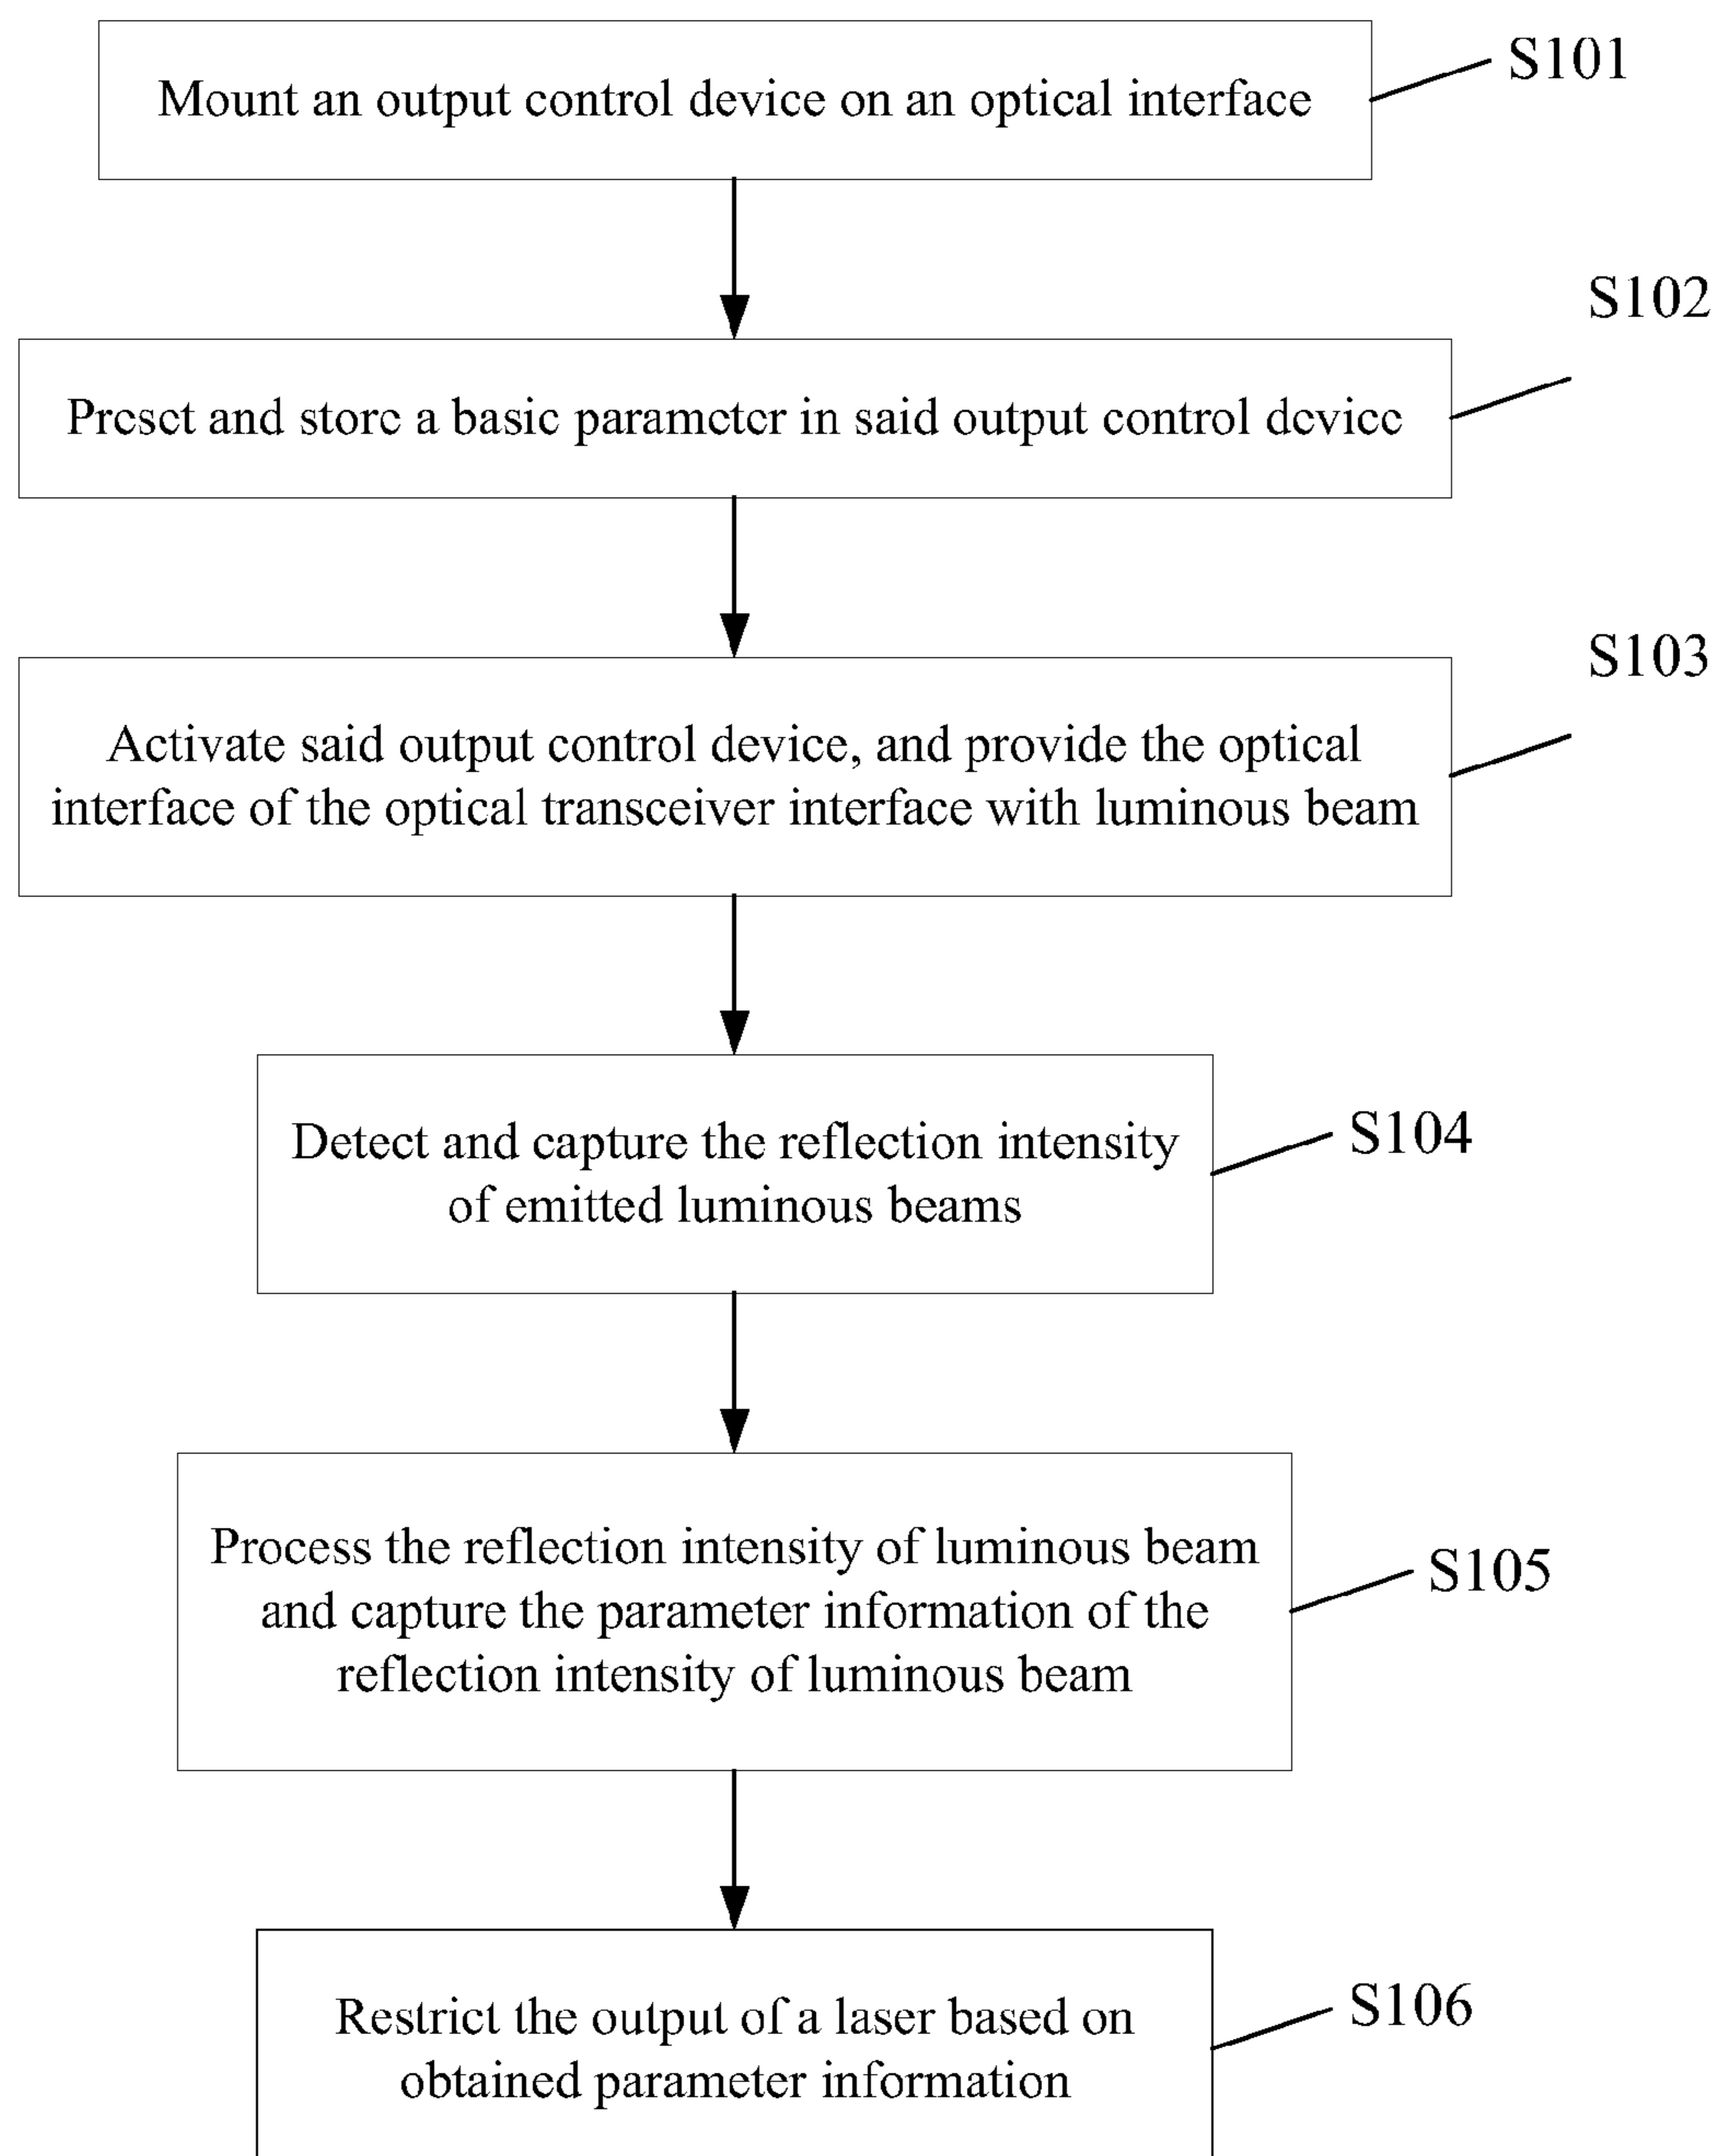 Mount an output control device on an optical interface
S101
Preset and store a basic parameter in said output control device
S102
Activate said output control device, and provide the optical
interface of the optical transceiver interface with luminous beam
S103
Detect and capture the reflection intensity
of emitted luminous beams
S104
Process the reflection intensity of luminous beam
and capture the parameter information of the
reflection intensity of luminous beam
S105
Restrict the output of a laser based on
obtained parameter information
S106